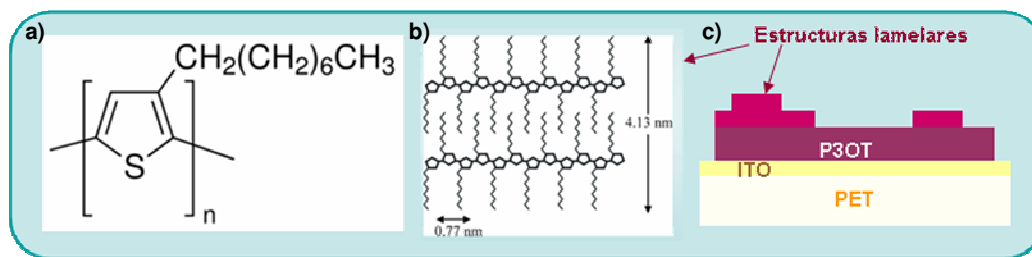 a)
CH2(CH2)6CH3
S
n
b)
4.13 nm
0.77 nm
c)
Estructuras lamelares
P3OT
ITO
PET